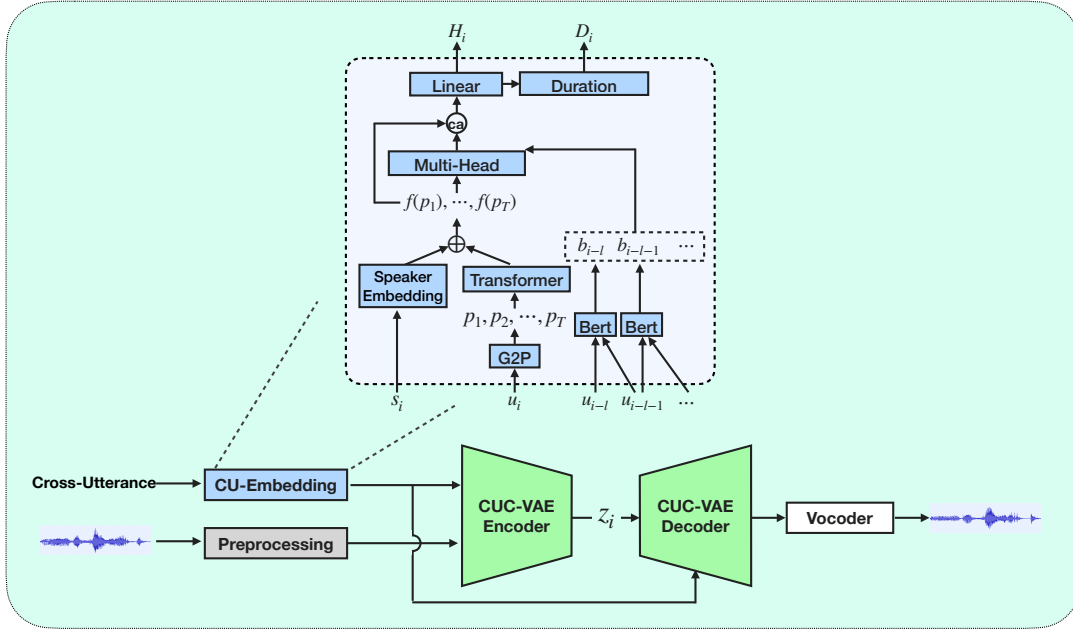 H_i D_i
Linear Duration
ca
Multi-Head
f(p_1), ⋯, f(p_T)
b_{i-l} b_{i-l-1} ...
Speaker
Embedding
Transformer
p_1, p_2, ⋯, p_T
Bert Bert
G2P
s_i u_i u_{i-l} u_{i-l-1} ...
Cross-Utterance CU-Embedding
CUC-VAE
Encoder
z_i
CUC-VAE
Decoder
Vocoder
Preprocessing